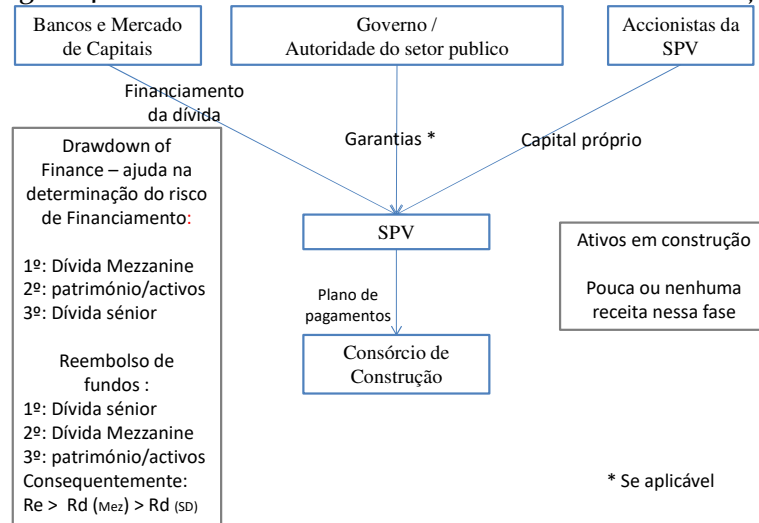 Bancos e Mercado
de Capitais
Governo /
Autoridade do setor publico
Accionistas da
SPV
Financiamento
da dívida
Garantias *
Capital próprio
Drawdown of
Finance – ajuda na
determinação do risco
de Financiamento:
1º: Dívida Mezzanine
2º: património/activos
3º: Dívida sénior
Reembolso de
fundos :
1º: Dívida sénior
2º: Dívida Mezzanine
3º: património/activos
Consequentemente:
Re > Rd (Mez) > Rd (SD)
SPV
Plano de
pagamentos
Consórcio de
Construção
Ativos em construção
Pouca ou nenhuma
receita nessa fase
* Se aplicável